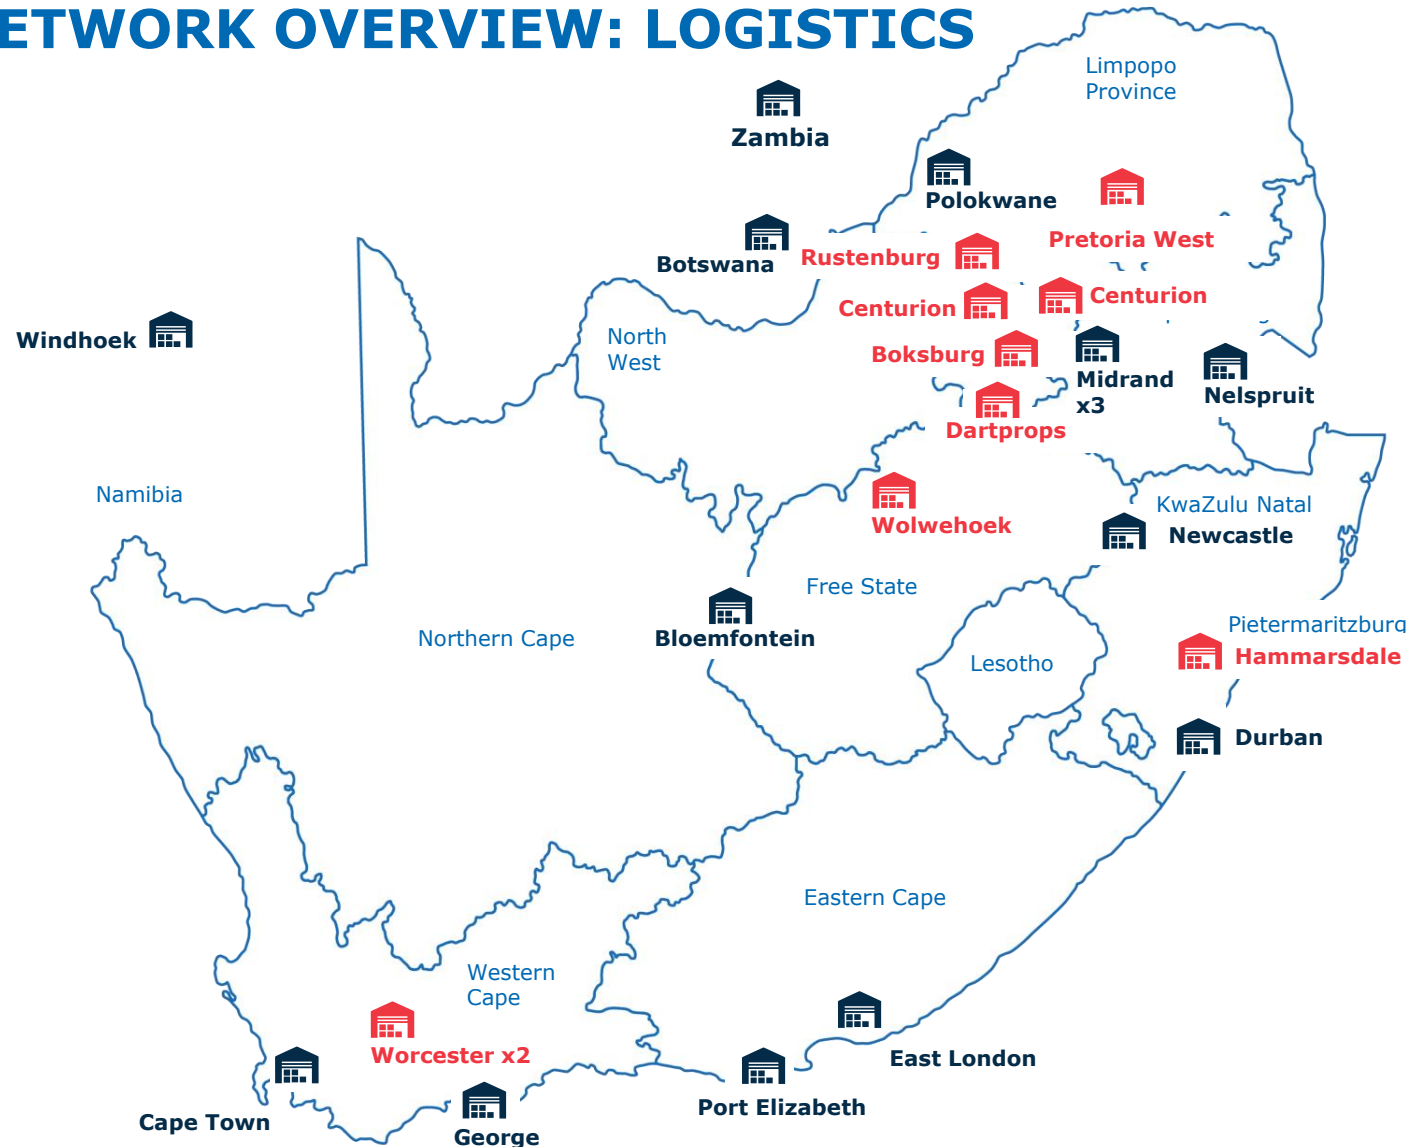 ETWORK OVERVIEW: LOGISTICS
Limpopo
Province
Zambia
Polokwane
Pretoria West
Botswana
Rustenburg
Centurion
Centurion
Windhoek
North
West
Boksburg
Midrand
x3
Nelspruit
Dartprops
Namibia
KwaZulu Natal
Wolwehoek
Newcastle
Free State
Northern Cape
Bloemfontein
Pietermaritzburg
Hammarsdale
Lesotho
Durban
Eastern Cape
Western
Cape
Worcester x2
East London
Port Elizabeth
Cape Town
George